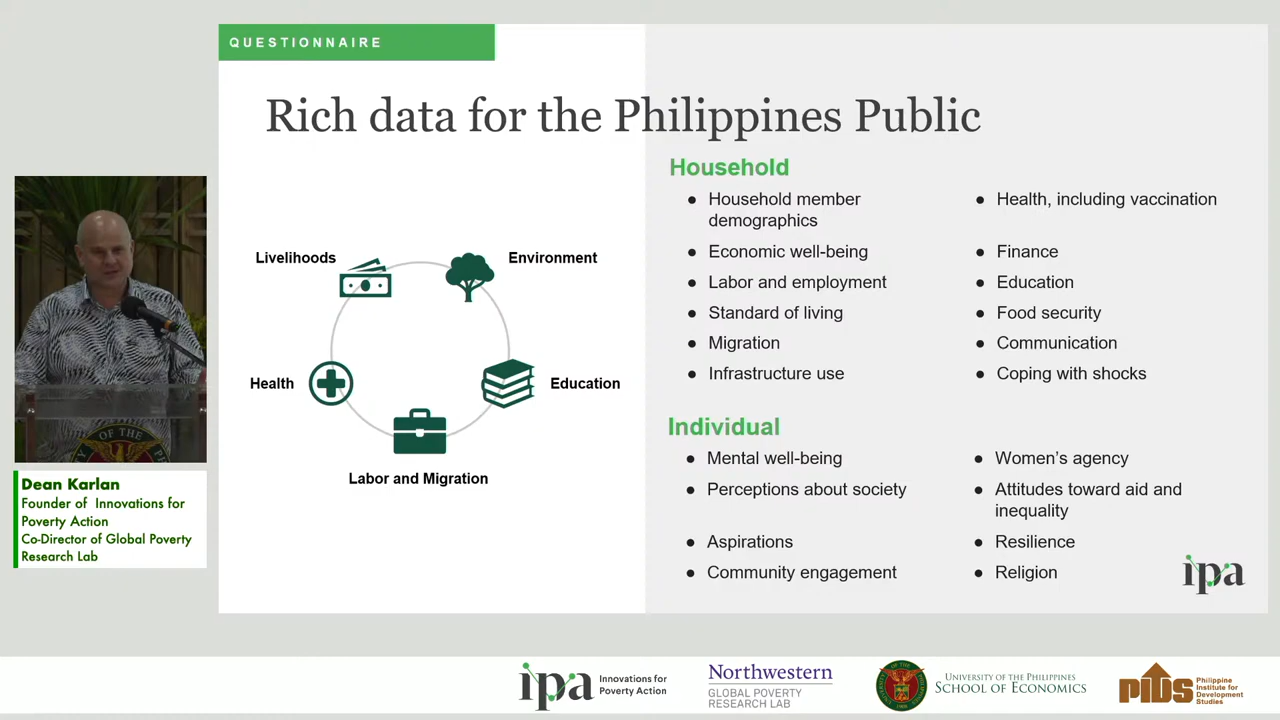 QUESTIONNAIRE
Rich data for the Philippines Public
Livelihoods
Environment
Health
Education
Labor and Migration
Household
● Household member
demographics
● Health, including vaccination
● Economic well-being
● Finance
● Labor and employment
● Education
● Standard of living
● Food security
● Migration
● Communication
● Infrastructure use
● Coping with shocks
Individual
● Mental well-being
● Women's agency
● Perceptions about society
● Attitudes toward aid and
inequality
● Aspirations
● Resilience
● Community engagement
● Religion
ipa
OF THE
Dean Karlan
Founder of Innovations for
Poverty Action
Co-Director of Global Poverty
Research Lab
ipa
Innovations for
Poverty Action
Northwestern
GLOBAL POVERTY
RESEARCH LAB
UNIVERSITY OF THE PHILIPPINES
SCHOOL OF ECONOMICS
PIDS
Philippine
Institute for
Development
Studies